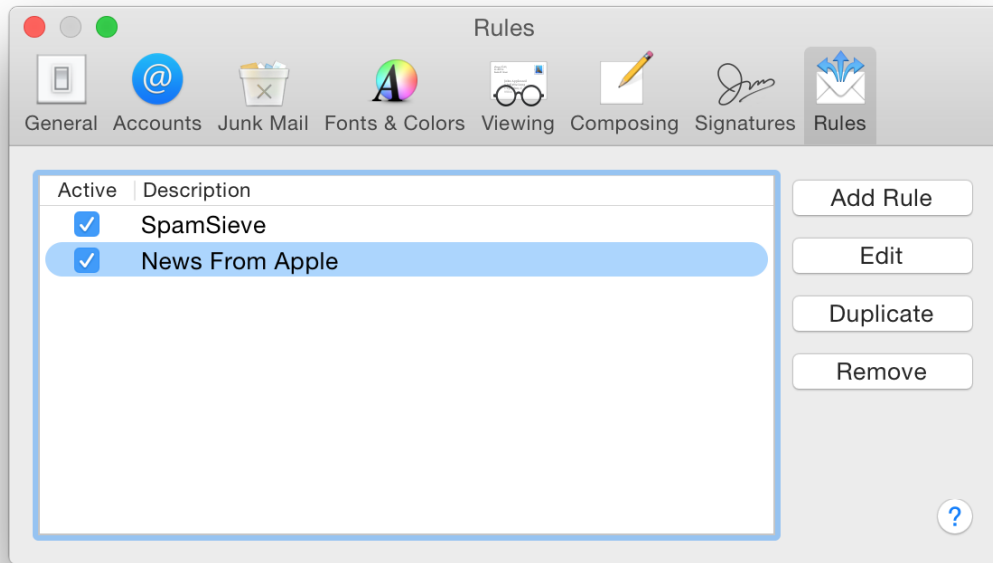 Rules
General Accounts Junk Mail Fonts & Colors Viewing Composing Signatures Rules
Active Description
SpamSieve
News From Apple
Add Rule
Edit
Duplicate
Remove
?